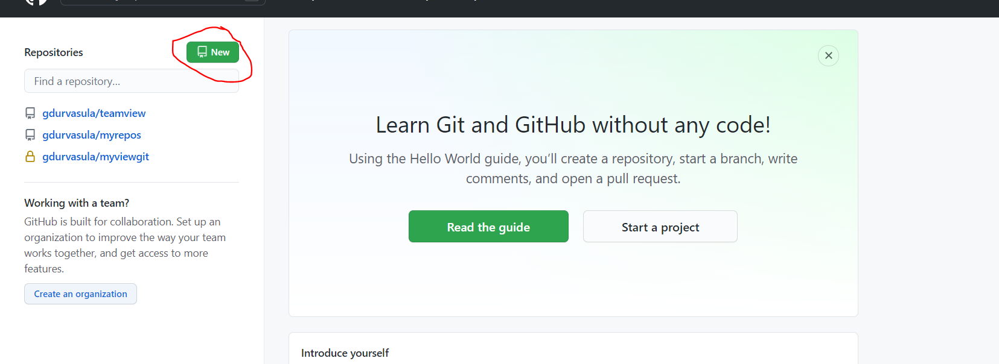 Repositories
New
Find a repository...
gdurvasula/teamview
gdurvasula/myrepos
gdurvasula/myviewgit
Working with a team?
GitHub is built for collaboration. Set up an
organization to improve the way your team
works together, and get access to more
features.
Create an organization
Learn Git and GitHub without any code!
Using the Hello World guide, you’ll create a repository, start a branch, write
comments, and open a pull request.
Read the guide
Start a project
Introduce yourself